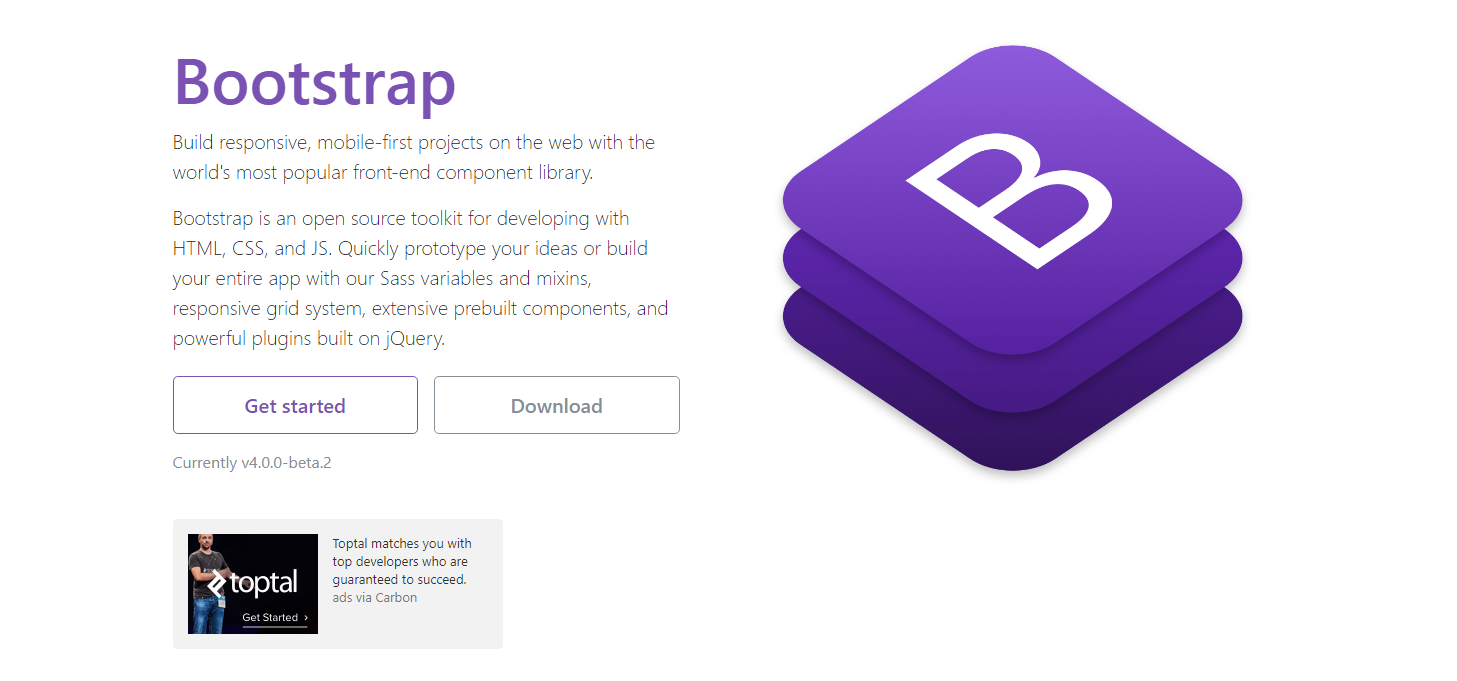 Bootstrap
Build responsive, mobile-first projects on the web with the
world's most popular front-end component library.
Bootstrap is an open source toolkit for developing with
HTML, CSS, and JS. Quickly prototype your ideas or build
your entire app with our Sass variables and mixins,
responsive grid system, extensive prebuilt components, and
powerful plugins built on jQuery.
Get started
Download
Currently v4.0.0-beta.2
B
toptal
Get Started ›
Toptal matches you with
top developers who are
guaranteed to succeed.
ads via Carbon